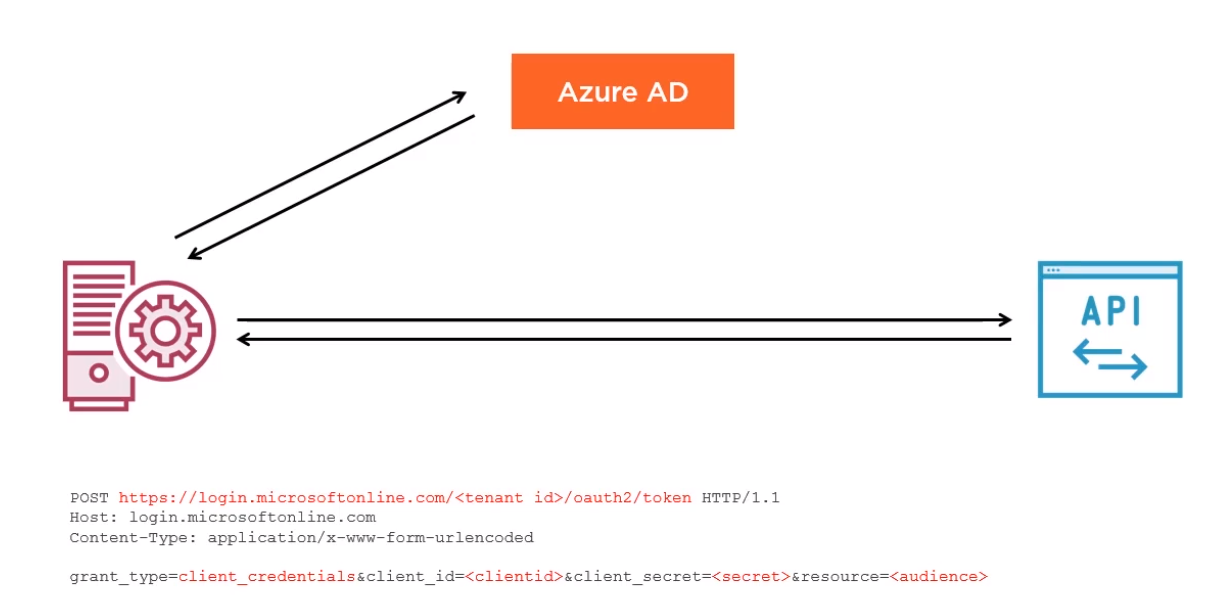 Azure AD
API
POST https://login.microsoftonline.com/<tenant id>/oauth2/token HTTP/1.1
Host: login.microsoftonline.com
Content-Type: application/x-www-form-urlencoded
grant_type=client_credentials&client_id=<clientid>&client_secret=<secret>&resource=<audience>